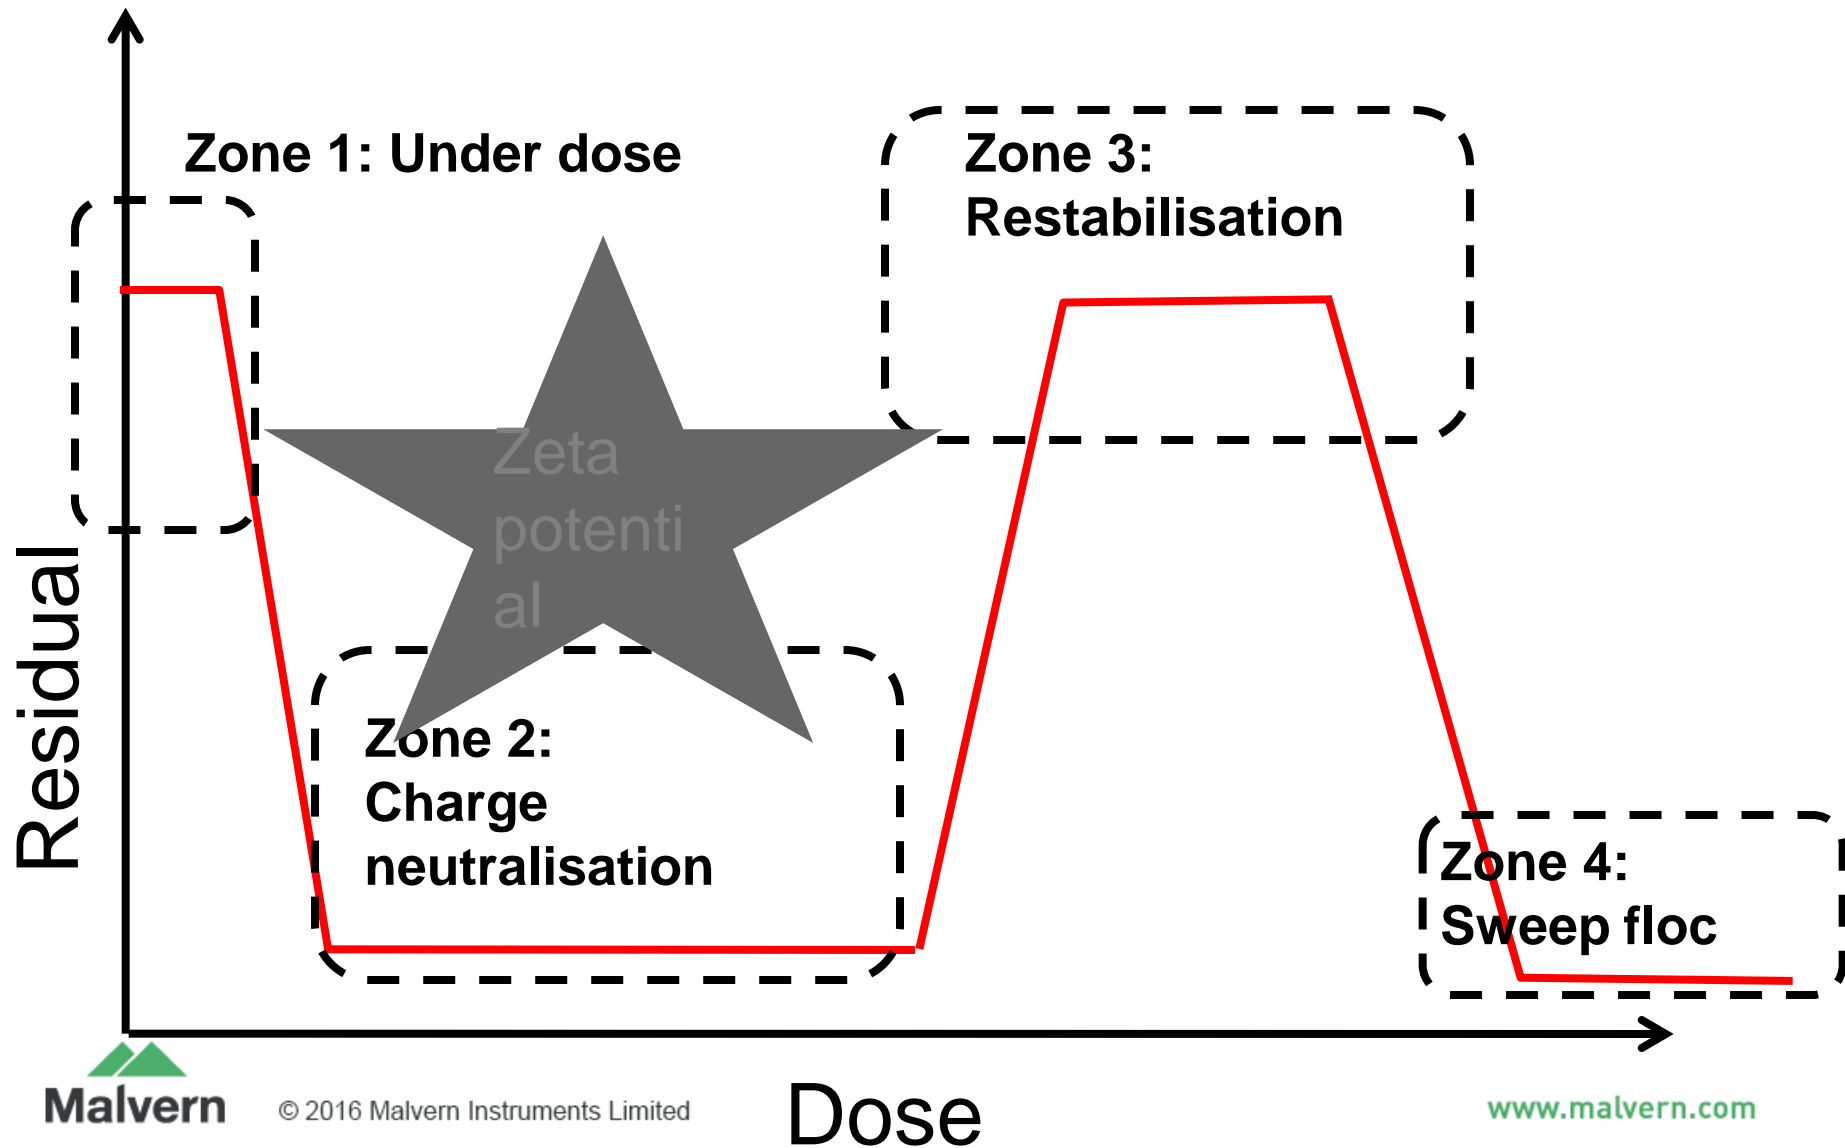 Zone 1: Under dose
Zone 3:
Restabilisation
Zeta
potenti
al
Residual
Zone 2:
Charge
neutralisation
Zone 4:
Sweep floc
Malvern
© 2016 Malvern Instruments Limited
Dose
www.malvern.com